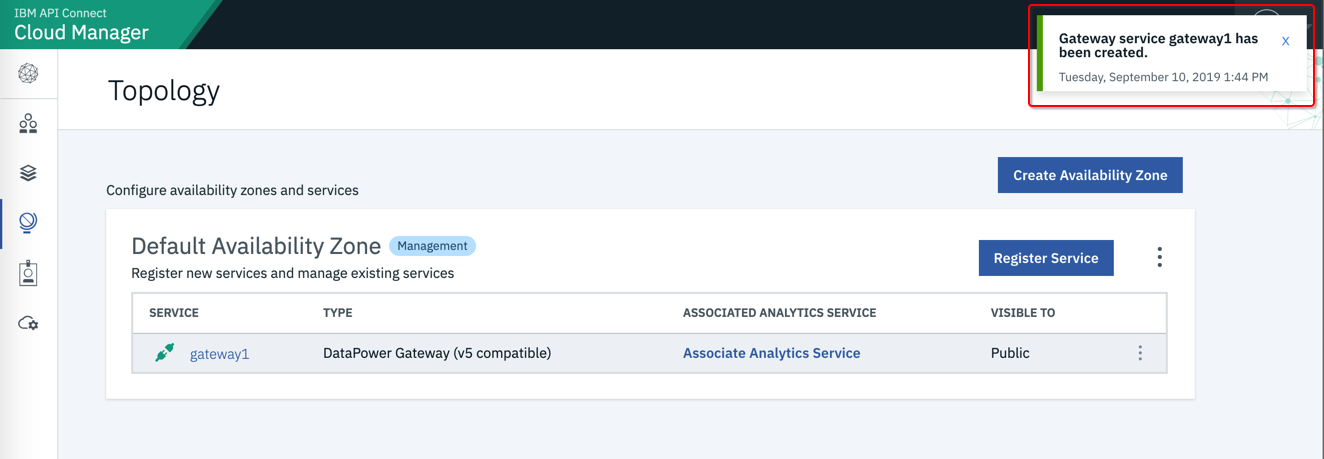 IBM API Connect
Cloud Manager
Gateway service gateway1 has
been created.
X
Tuesday, September 10, 2019 1:44 PM
Topology
Configure availability zones and services
Create Availability Zone
Default Availability Zone
Management
Register new services and manage existing services
Register Service
SERVICE TYPE ASSOCIATED ANALYTICS SERVICE VISIBLE TO
gateway1 DataPower Gateway (v5 compatible) Associate Analytics Service Public